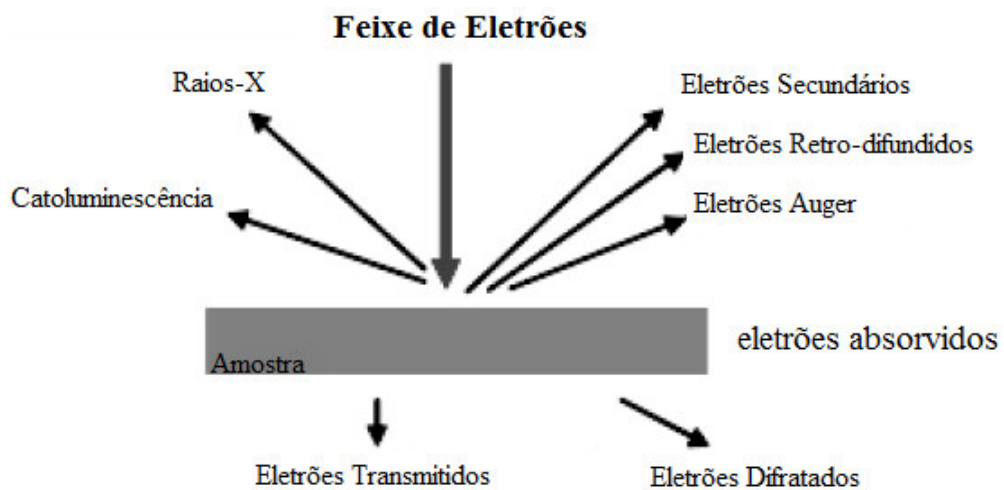 Feixe de Eletrões
Raios-X
Eletrões Secundários
Eletrões Retro-difundidos
Catoluminescência
Eletrões Auger
eletrões absorvidos
Amostra
Eletrões Transmitidos
Eletrões Difratados